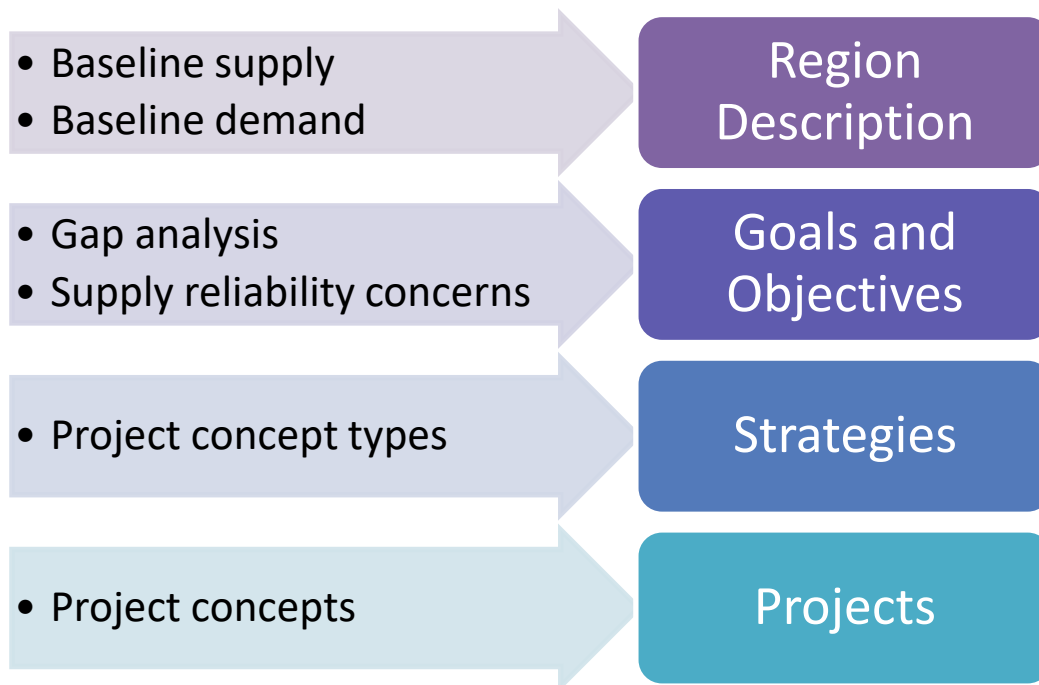 • Baseline supply
• Baseline demand
Region
Description
• Gap analysis
• Supply reliability concerns
Goals and
Objectives
• Project concept types
Strategies
• Project concepts
Projects